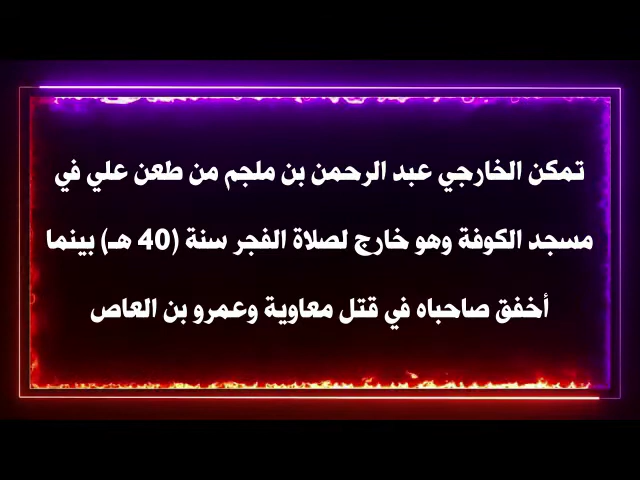 تمكن الخارجي عبد الرحمن بن ملجم من طعن علي في
مسجد الكوفة وهو خارج لصلاة الفجر سنة (40 هـ) بينما
أخفق صاحباه في قتل معاوية وعمرو بن العاص